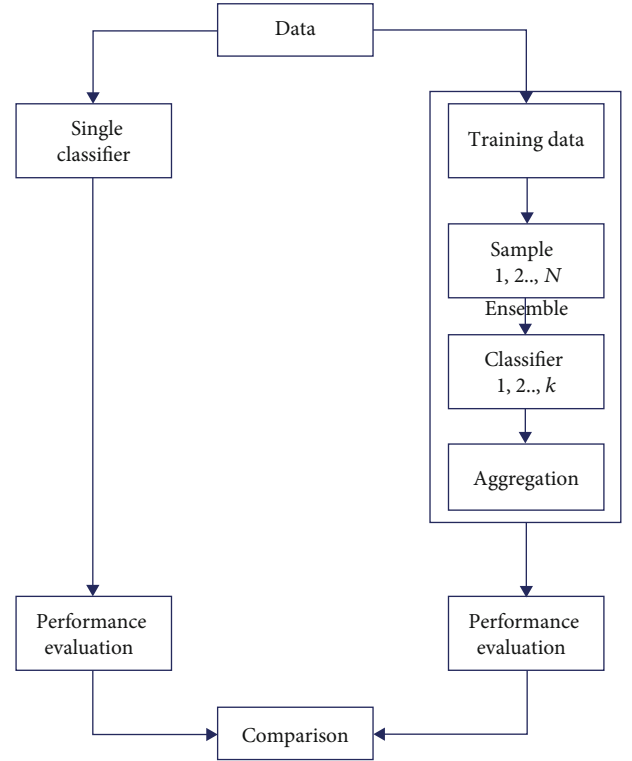 Data
Single
classifier
Training data
Sample
1, 2.., N
Ensemble
Classifier
1, 2.., k
Aggregation
Performance
evaluation
Performance
evaluation
Comparison